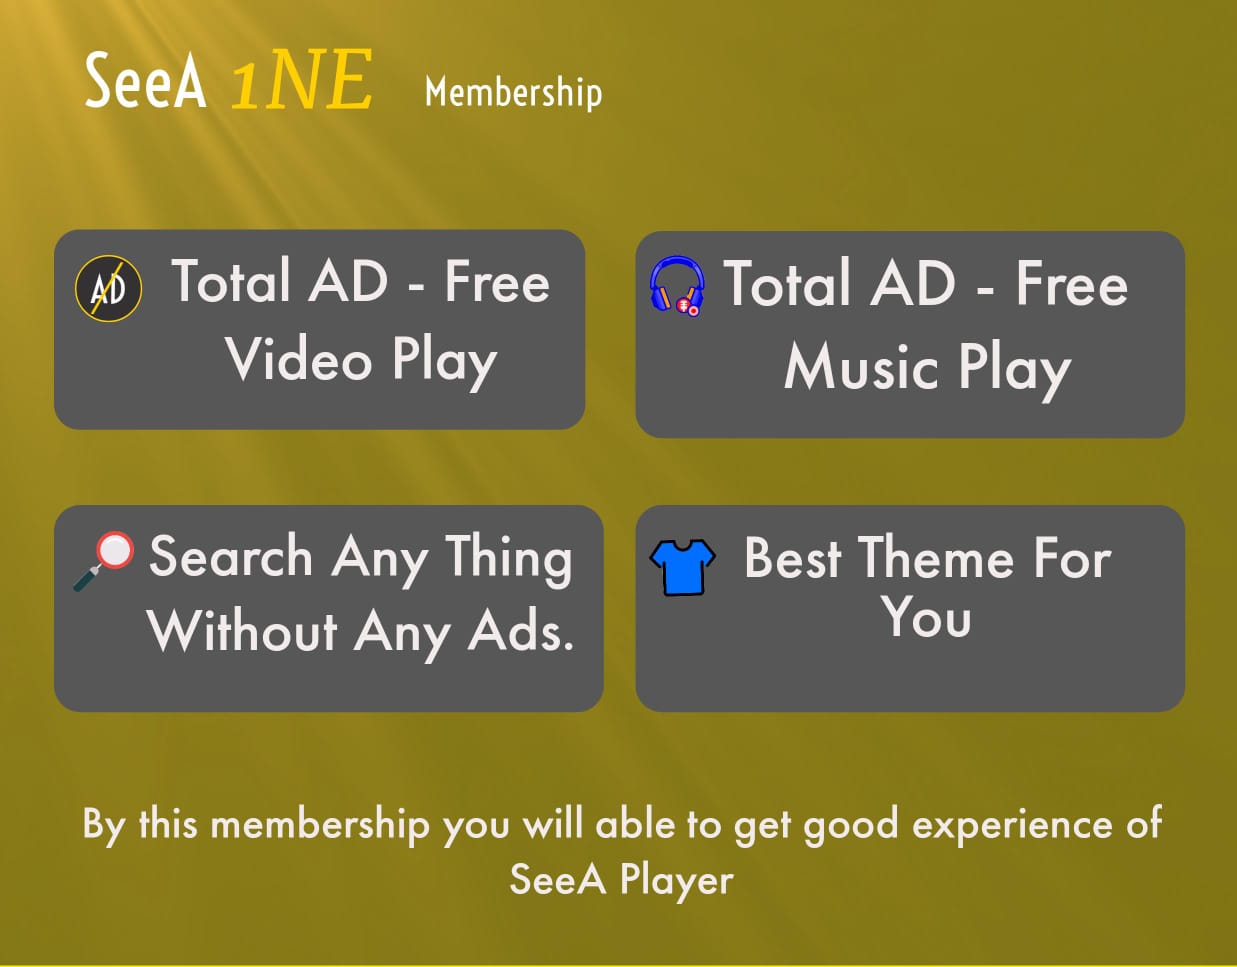 SeeA 1NE Membership
AD
Total AD - Free
Video Play
Total AD - Free
Music Play
Search Any Thing
Without Any Ads.
Best Theme For
You
By this membership you will able to get good experience of
SeeA Player